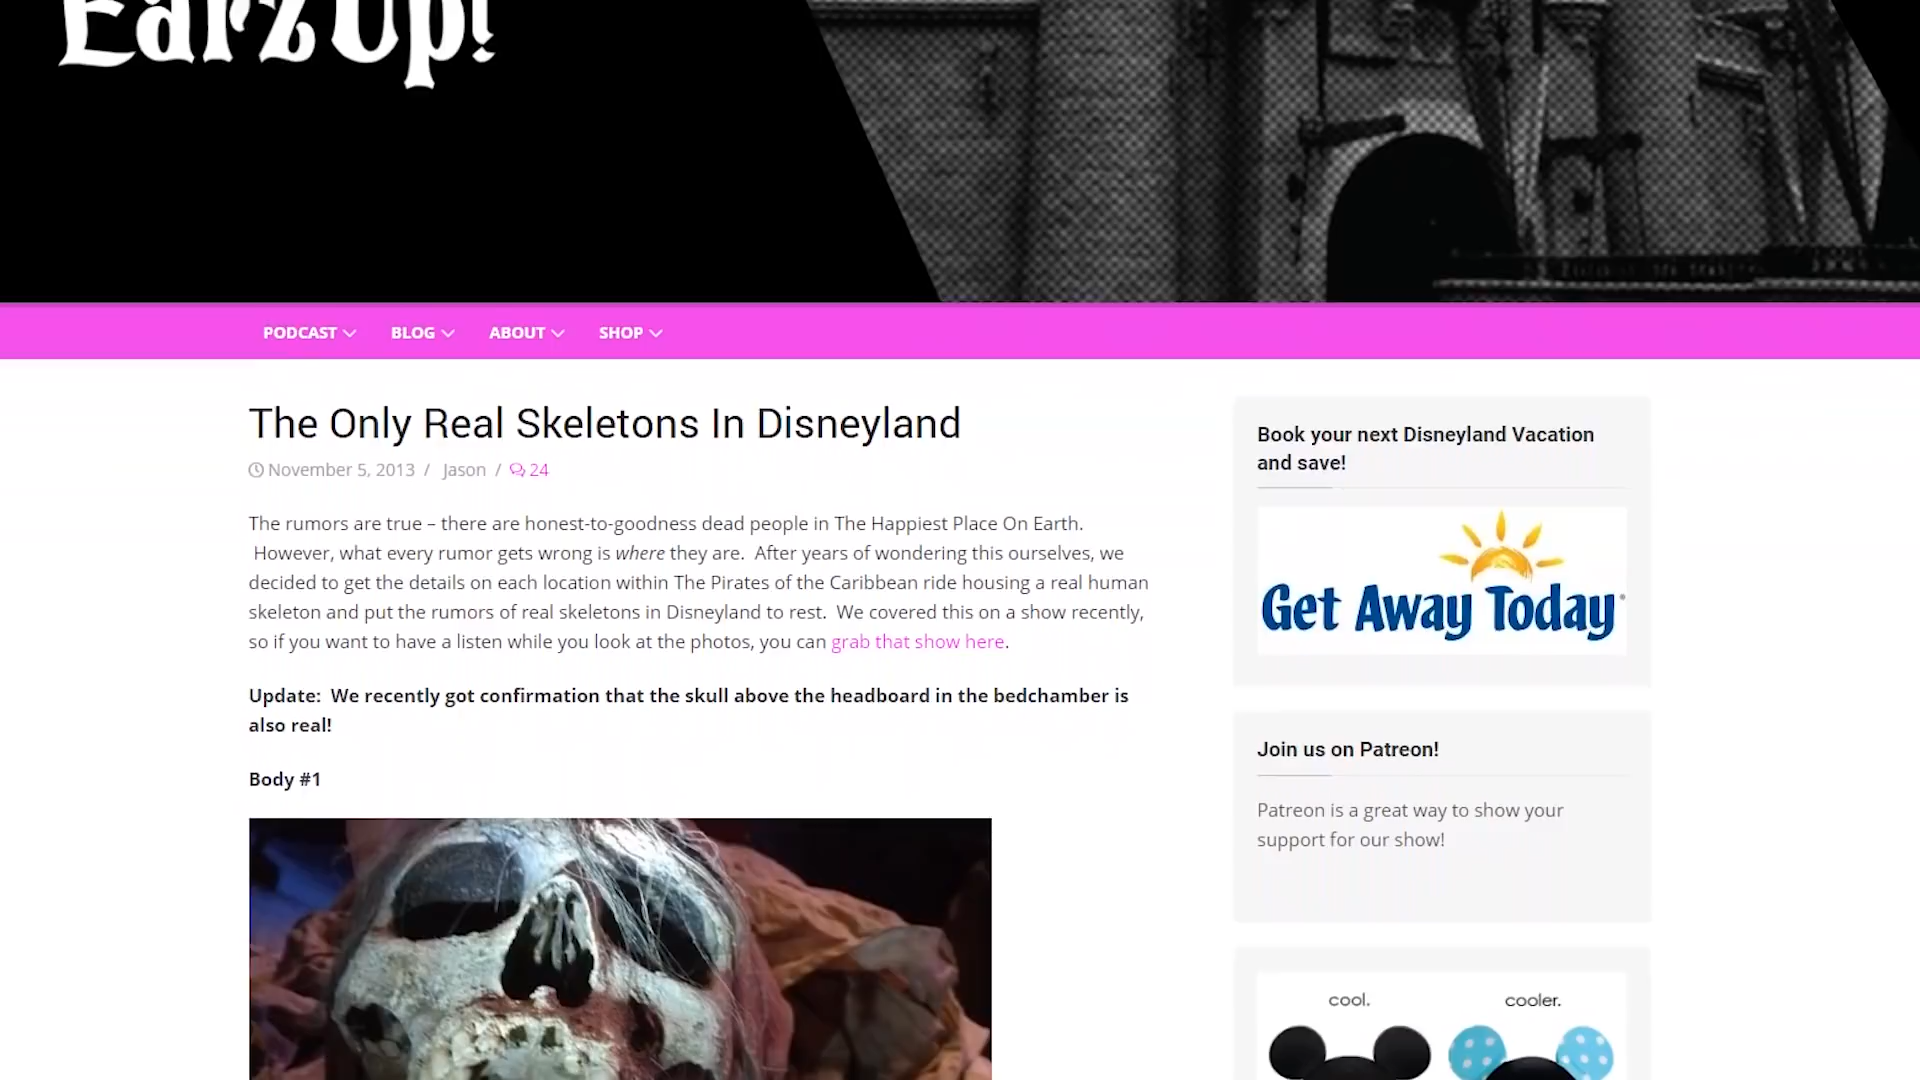 EarzUp!
PODCAST
BLOG
ABOUT
SHOP
The Only Real Skeletons In Disneyland
November 5, 2013 / Jason / 24
The rumors are true – there are honest-to-goodness dead people in The Happiest Place On Earth.
However, what every rumor gets wrong is where they are. After years of wondering this ourselves, we
decided to get the details on each location within The Pirates of the Caribbean ride housing a real human
skeleton and put the rumors of real skeletons in Disneyland to rest. We covered this on a show recently,
so if you want to have a listen while you look at the photos, you can grab that show here.
Update: We recently got confirmation that the skull above the headboard in the bedchamber is
also real!
Body #1
Book your next Disneyland Vacation
and save!
Get Away Today
Join us on Patreon!
Patreon is a great way to show your
support for our show!
cool.
cooler.